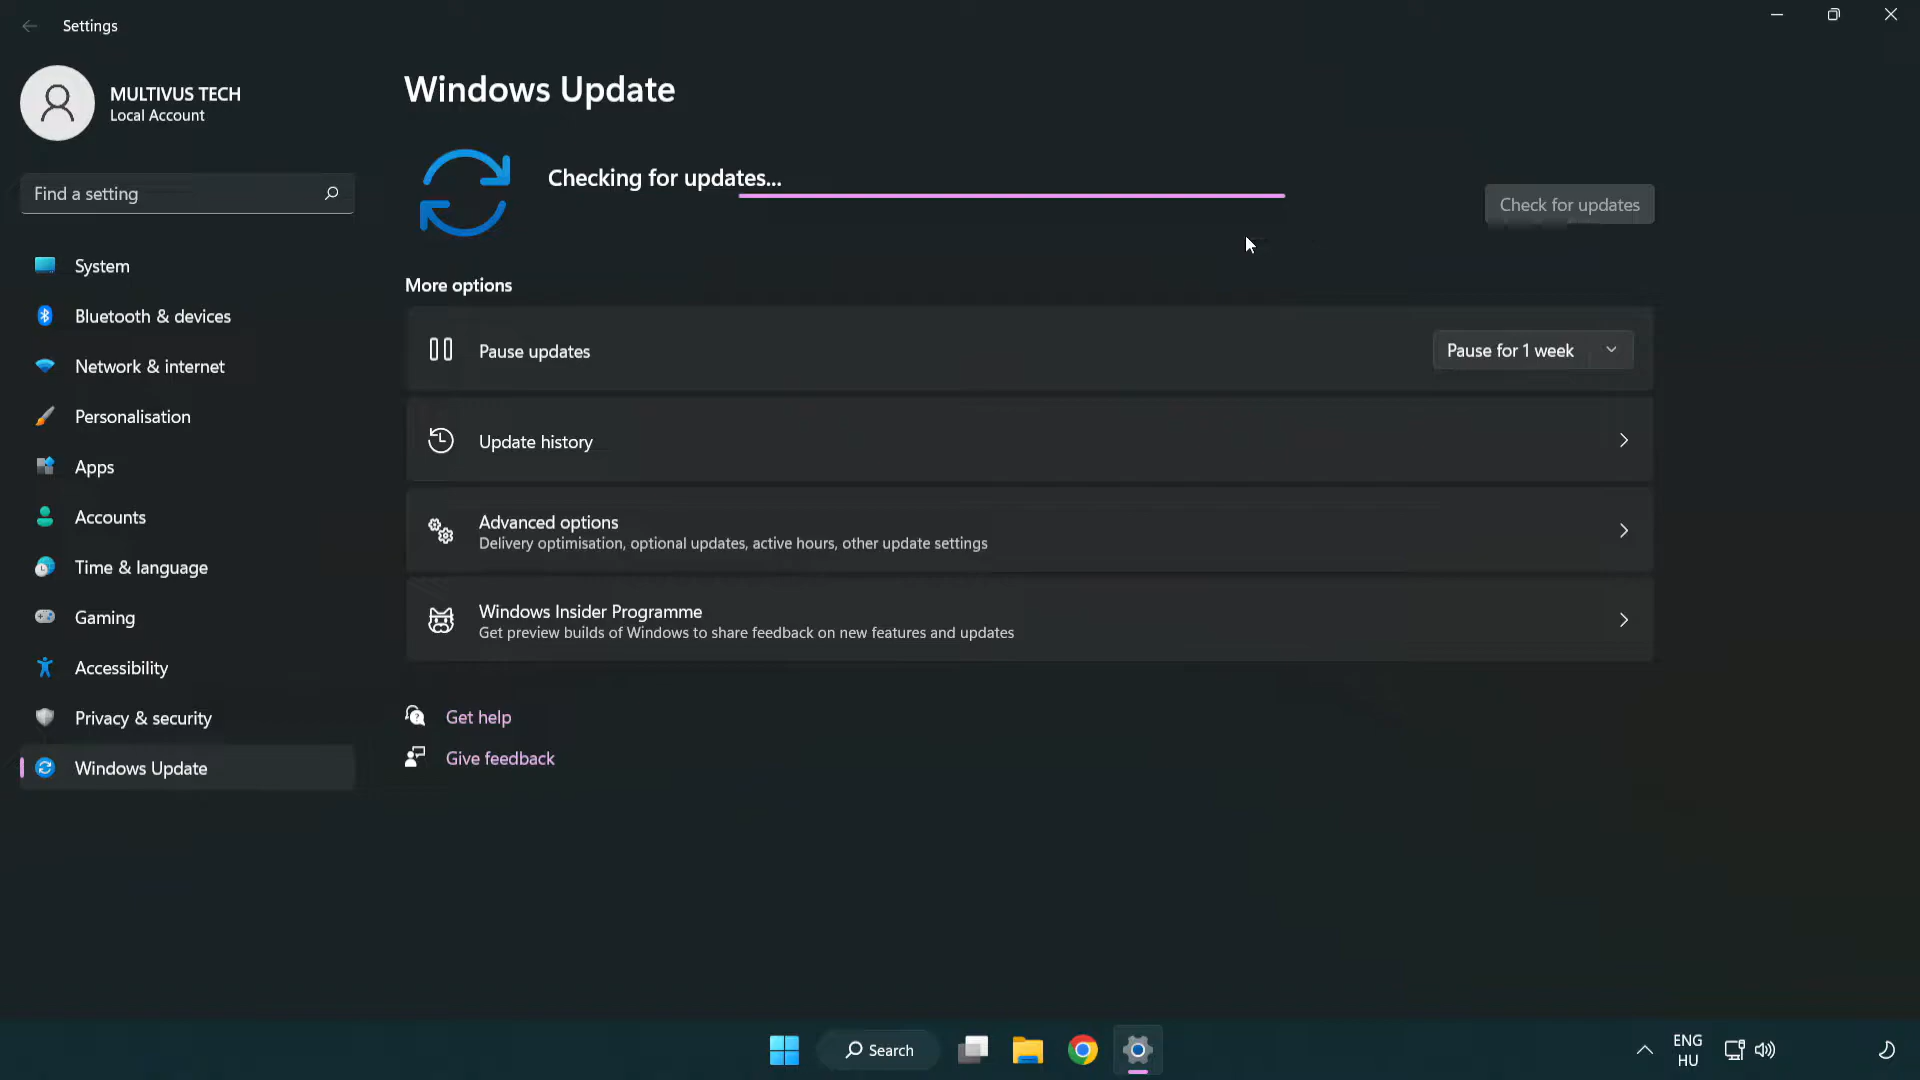 Settings
MULTIVUS TECH
Local Account
Find a setting
System
Bluetooth & devices
Network & internet
Personalisation
Apps
Accounts
Time & language
Gaming
Accessibility
Privacy & security
Windows Update
Windows Update
Checking for updates...
Check for updates
More options
Pause updates
Pause for 1 week
Update history
Advanced options
Delivery optimisation, optional updates, active hours, other update settings
Windows Insider Programme
Get preview builds of Windows to share feedback on new features and updates
Get help
Give feedback
Search
ENG
HU